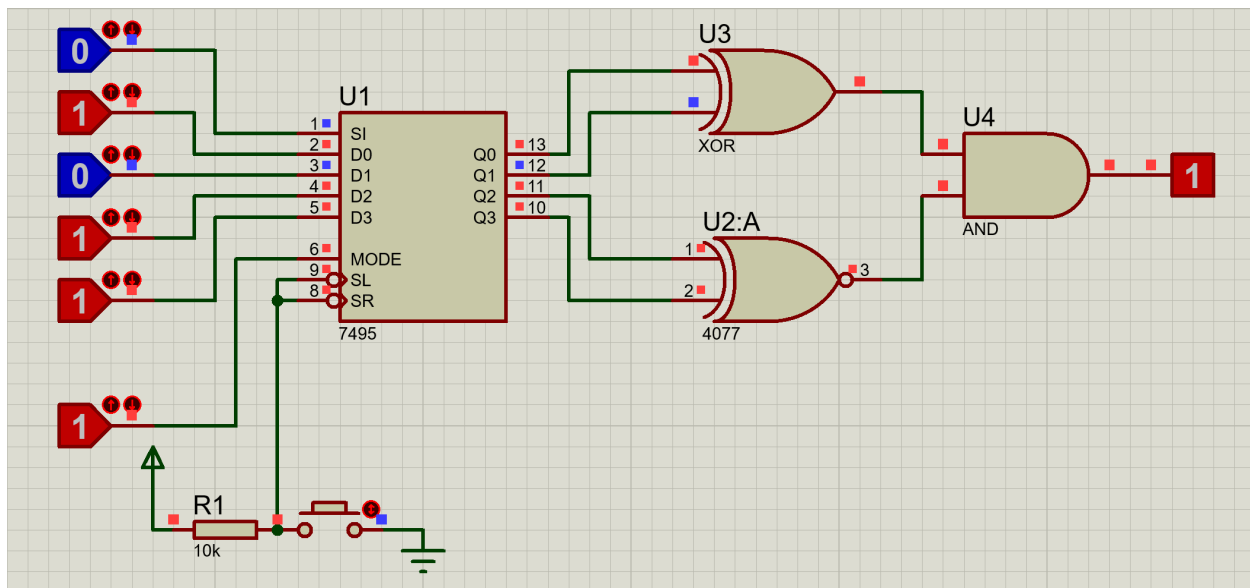 0
1
0
1
1
1
U1
1 SI
2 D0
3 D1
4 D2
5 D3
6 MODE
9 SL
8 SR
Q0 13
Q1 12
Q2 11
Q3 10
7495
U3
XOR
U2:A
1
2
3
4077
U4
AND
1
R1
10k